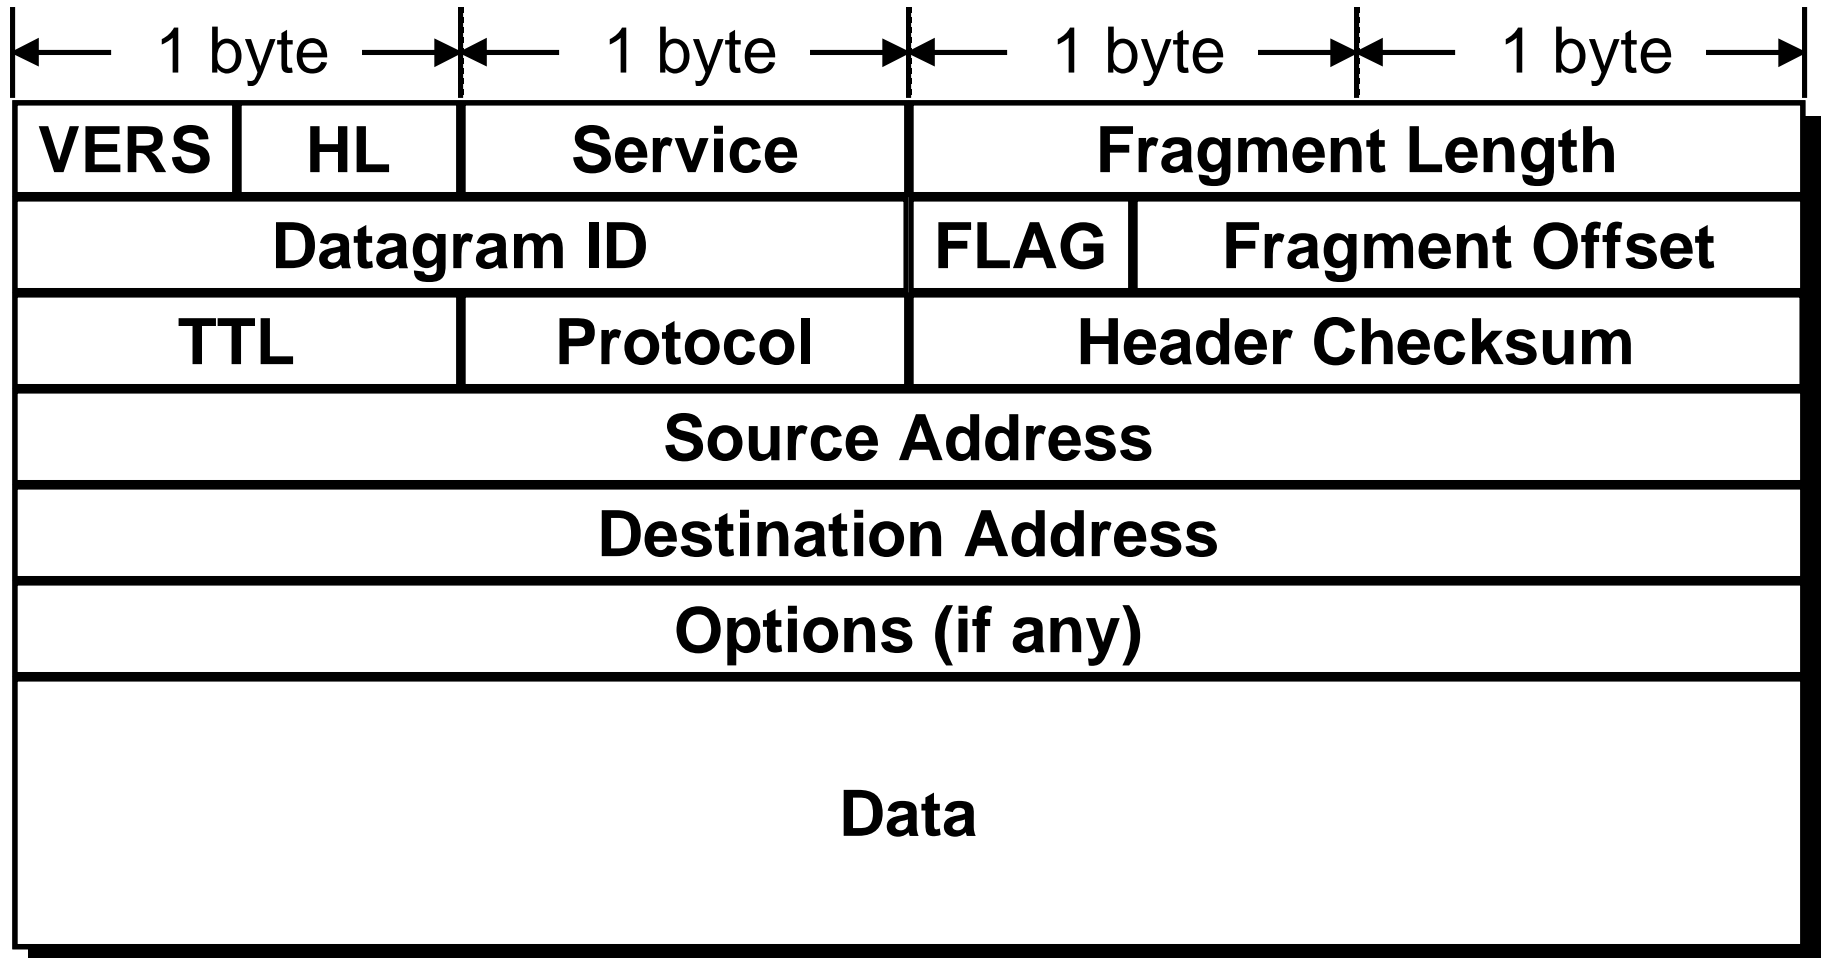 1 byte 1 byte 1 byte 1 byte
VERS HL Service Fragment Length
Datagram ID FLAG Fragment Offset
TTL Protocol Header Checksum
Source Address
Destination Address
Options (if any)
Data